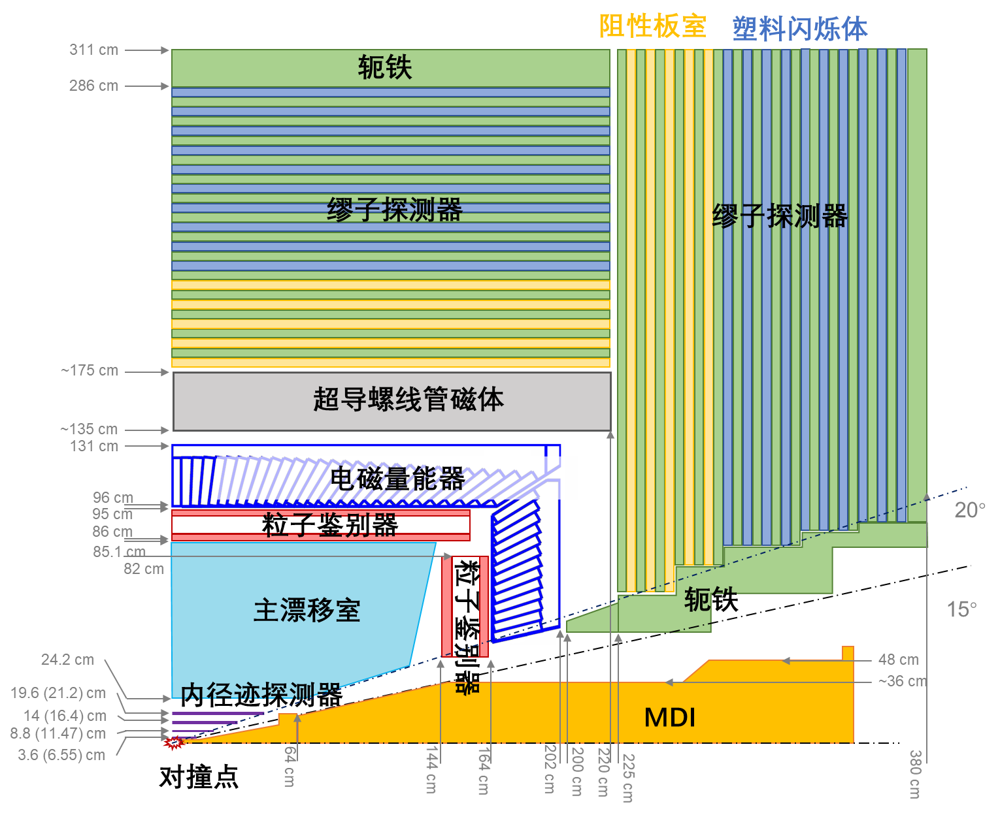 阻性板室
塑料闪烁体
311 cm
轭铁
286 cm
缪子探测器
缪子探测器
~175 cm
超导螺线管磁体
~135 cm
131 cm
电磁量能器
96 cm
95 cm
粒子鉴别器
86 cm
85.1 cm
82 cm
20°
粒子鉴别器
主漂移室
轭铁
15°
24.2 cm
48 cm
19.6 (21.2) cm
内径迹探测器
~36 cm
14 (16.4) cm
MDI
8.8 (11.47) cm
3.6 (6.55) cm
对撞点
64 cm
144 cm
164 cm
202 cm
200 cm
220 cm
225 cm
380 cm